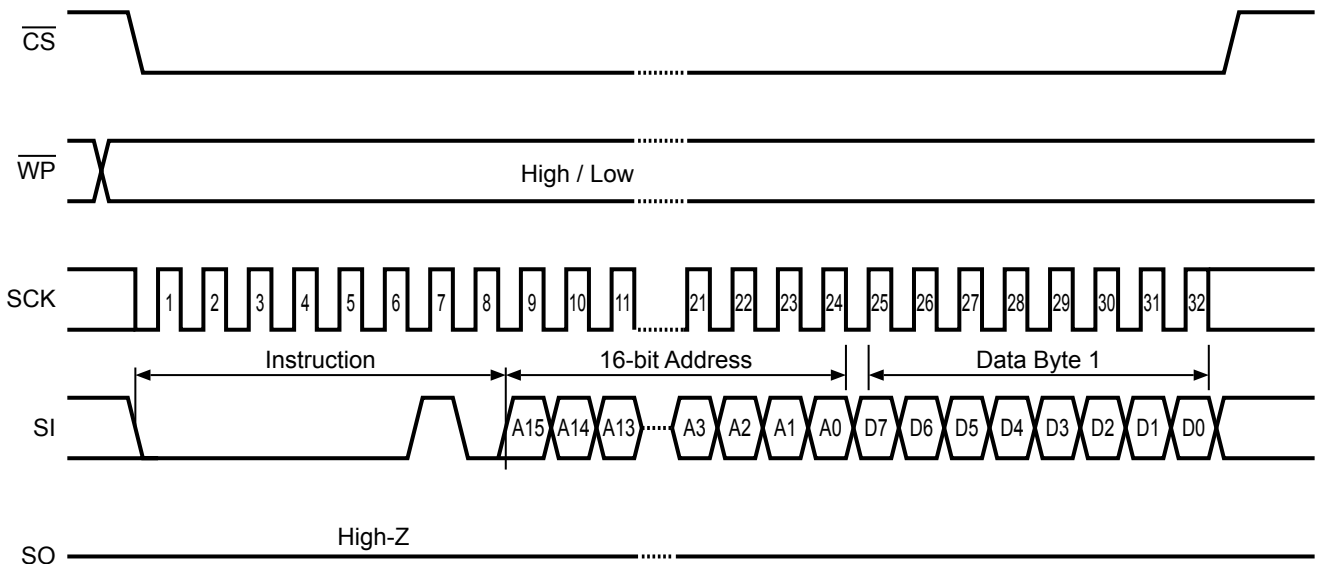 CS
WP
High / Low
SCK
1 2 3 4 5 6 7 8 9 10 11 21 22 23 24 25 26 27 28 29 30 31 32
Instruction 16-bit Address Data Byte 1
SI
A15 A14 A13 A3 A2 A1 A0 D7 D6 D5 D4 D3 D2 D1 D0
High-Z
SO